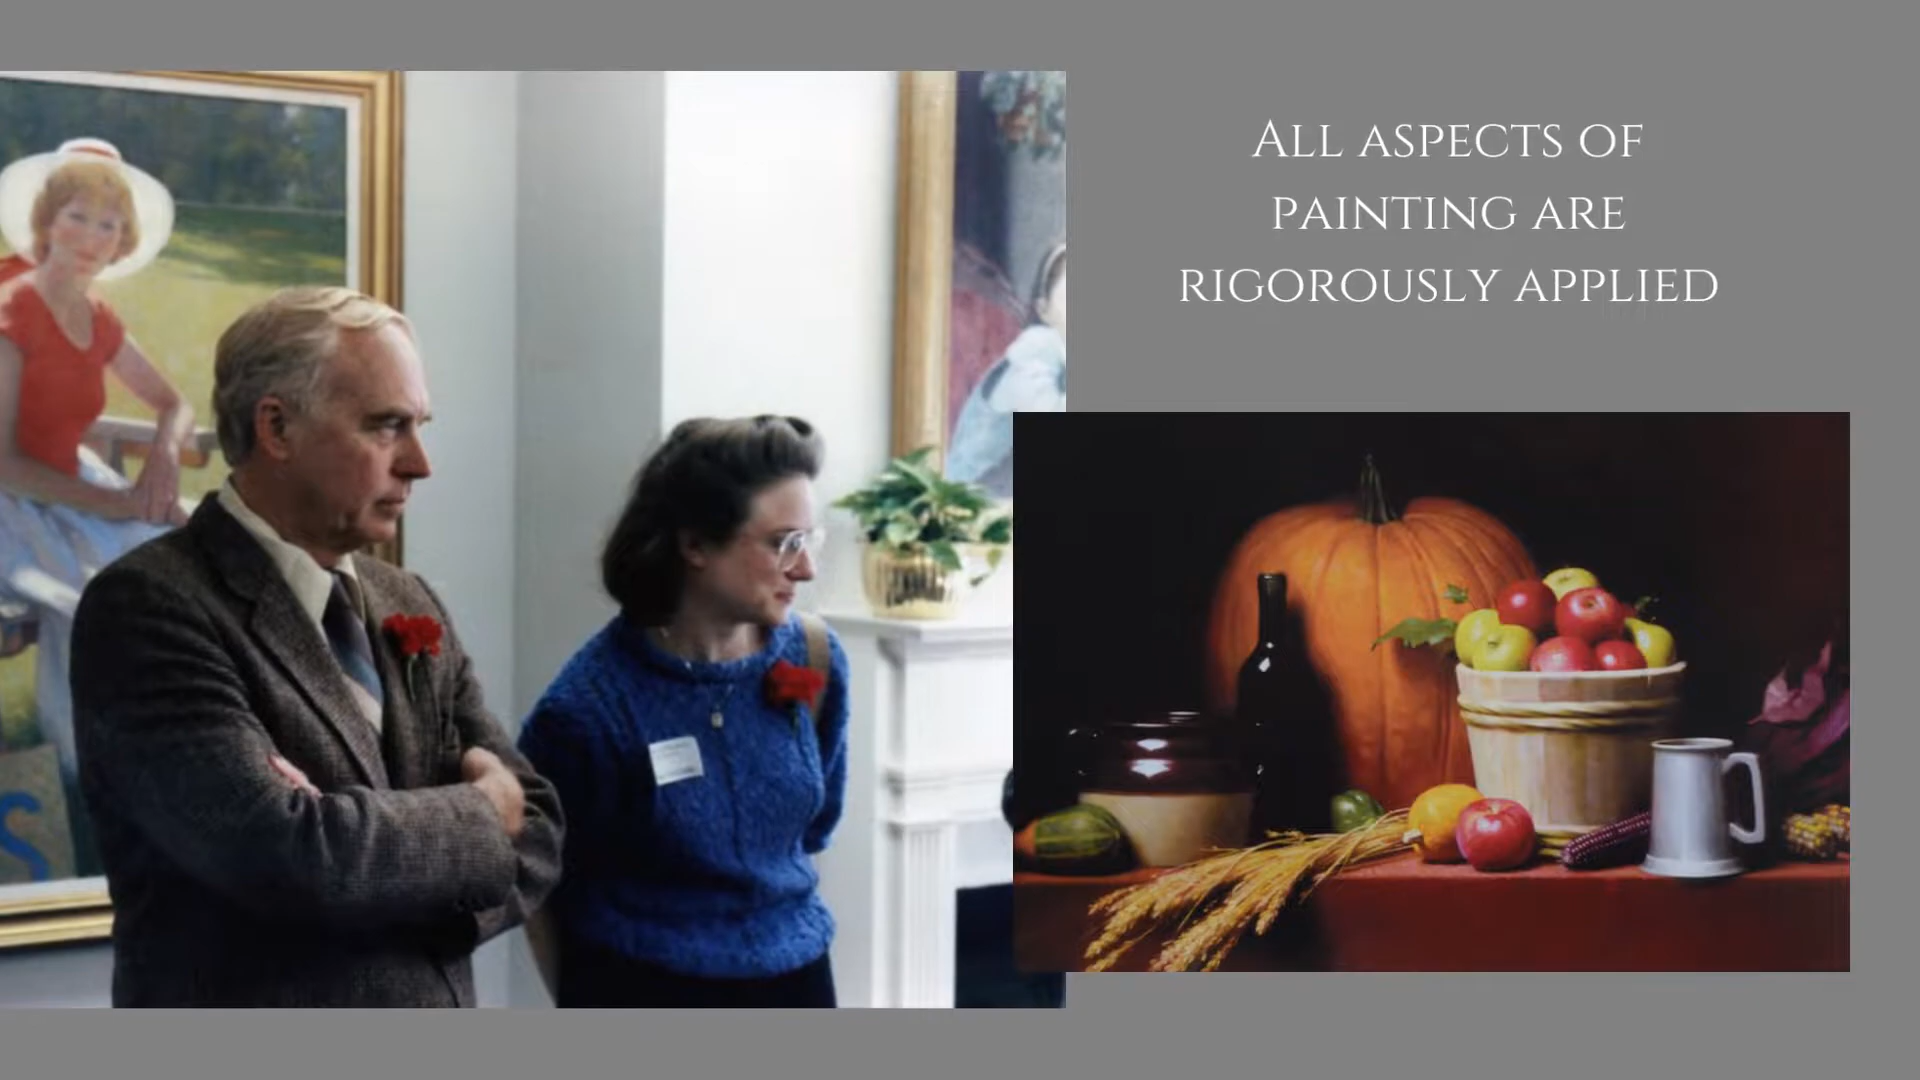 All aspects of
painting are
rigorously applied
S